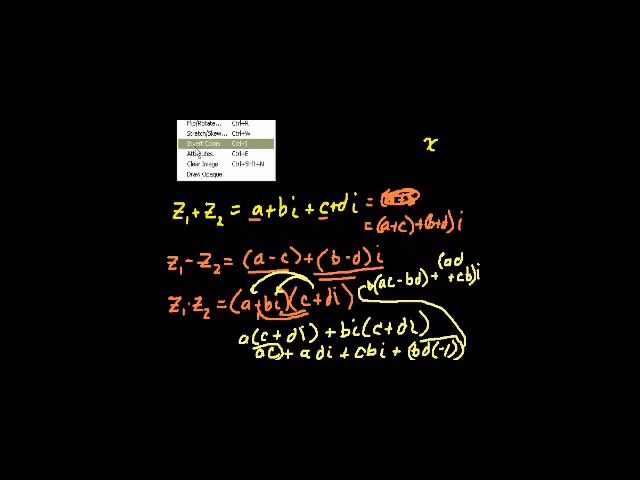 Flip/Rotate... Ctrl+R
Stretch/Skew... Ctrl+W
Invert Colors Ctrl+I
Attributes... Ctrl+E
Clear Image Ctrl+Shft+N
Draw Opaque
x
z₁+z₂ = a+bi+c+di =
= (a+c)+(b+d)i
z₁-z₂ = (a-c)+(b-d)i
z₁·z₂ = (a+bi)(c+di)
(ac-bd)+(ad+cb)i
a(c+di)+bi(c+di)
ac+adi+cbi+(bd(-1))